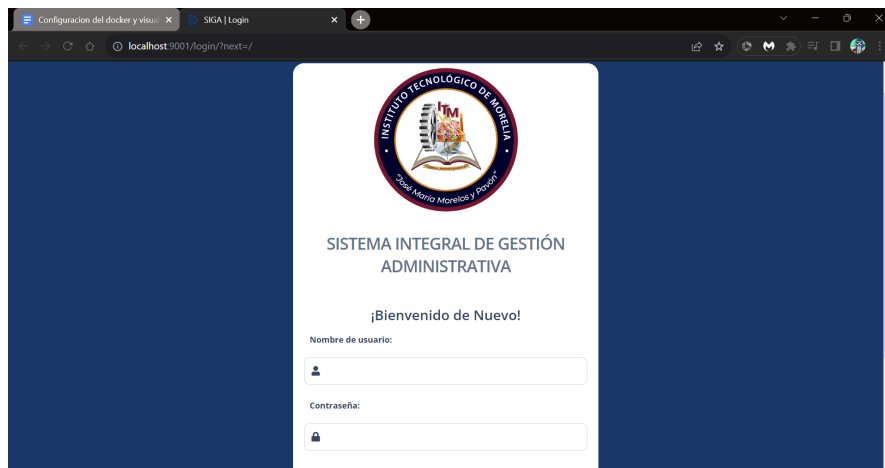 Configuracion del docker y visual
SIGA | Login
localhost:9001/login/?next=/
INSTITUTO TECNOLÓGICO DE MORELIA
ITM
"José María Morelos y Pavón"
SISTEMA INTEGRAL DE GESTIÓN
ADMINISTRATIVA
¡Bienvenido de Nuevo!
Nombre de usuario:
Contraseña: